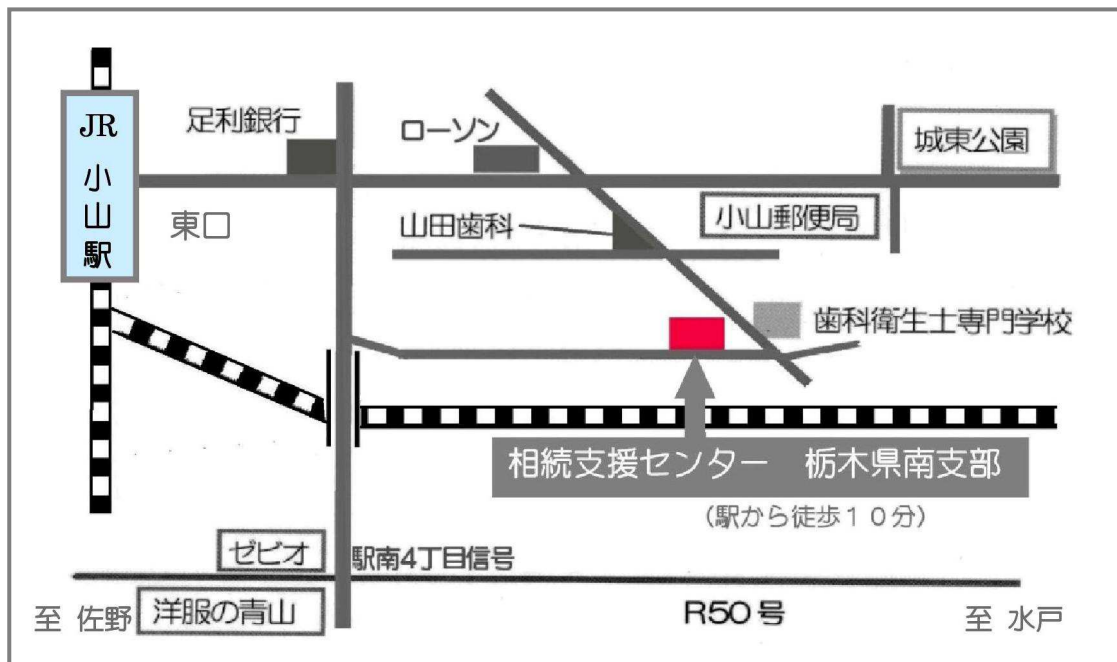 JR
小山駅
足利銀行
ローソン
城東公園
東口
山田歯科
小山郵便局
歯科衛生士専門学校
相続支援センター 栃木県南支部
(駅から徒歩10分)
ゼビオ
駅南4丁目信号
至 佐野
洋服の青山
R50号
至 水戸